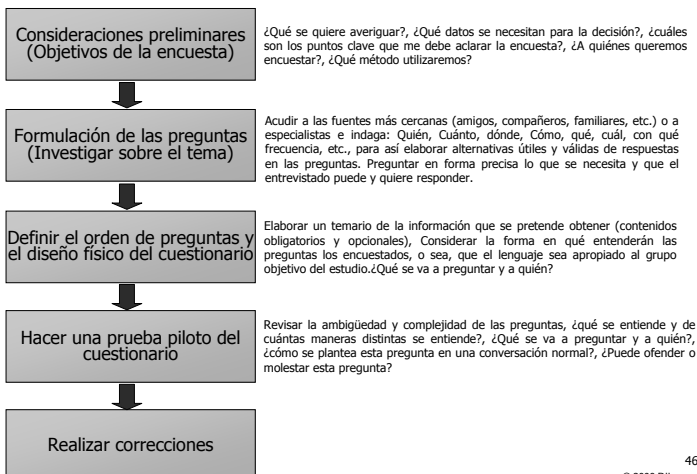 Consideraciones preliminares
(Objetivos de la encuesta)
¿Qué se quiere averiguar?, ¿Qué datos se necesitan para la decisión?, ¿cuáles
son los puntos clave que me debe aclarar la encuesta?, ¿A quiénes queremos
encuestar?, ¿Qué método utilizaremos?
Formulación de las preguntas
(Investigar sobre el tema)
Acudir a las fuentes más cercanas (amigos, compañeros, familiares, etc.) o a
especialistas e indaga: Quién, Cuánto, dónde, Cómo, qué, cuál, con qué
frecuencia, etc., para así elaborar alternativas útiles y válidas de respuestas
en las preguntas. Preguntar en forma precisa lo que se necesita y que el
entrevistado puede y quiere responder.
Definir el orden de preguntas y
el diseño físico del cuestionario
Elaborar un temario de la información que se pretende obtener (contenidos
obligatorios y opcionales), Considerar la forma en qué entenderán las
preguntas los encuestados, o sea, que el lenguaje sea apropiado al grupo
objetivo del estudio.¿Qué se va a preguntar y a quién?
Hacer una prueba piloto del
cuestionario
Revisar la ambigüedad y complejidad de las preguntas, ¿qué se entiende y de
cuántas maneras distintas se entiende?, ¿Qué se va a preguntar y a quién?,
¿cómo se plantea esta pregunta en una conversación normal?, ¿Puede ofender o
molestar esta pregunta?
Realizar correcciones
46